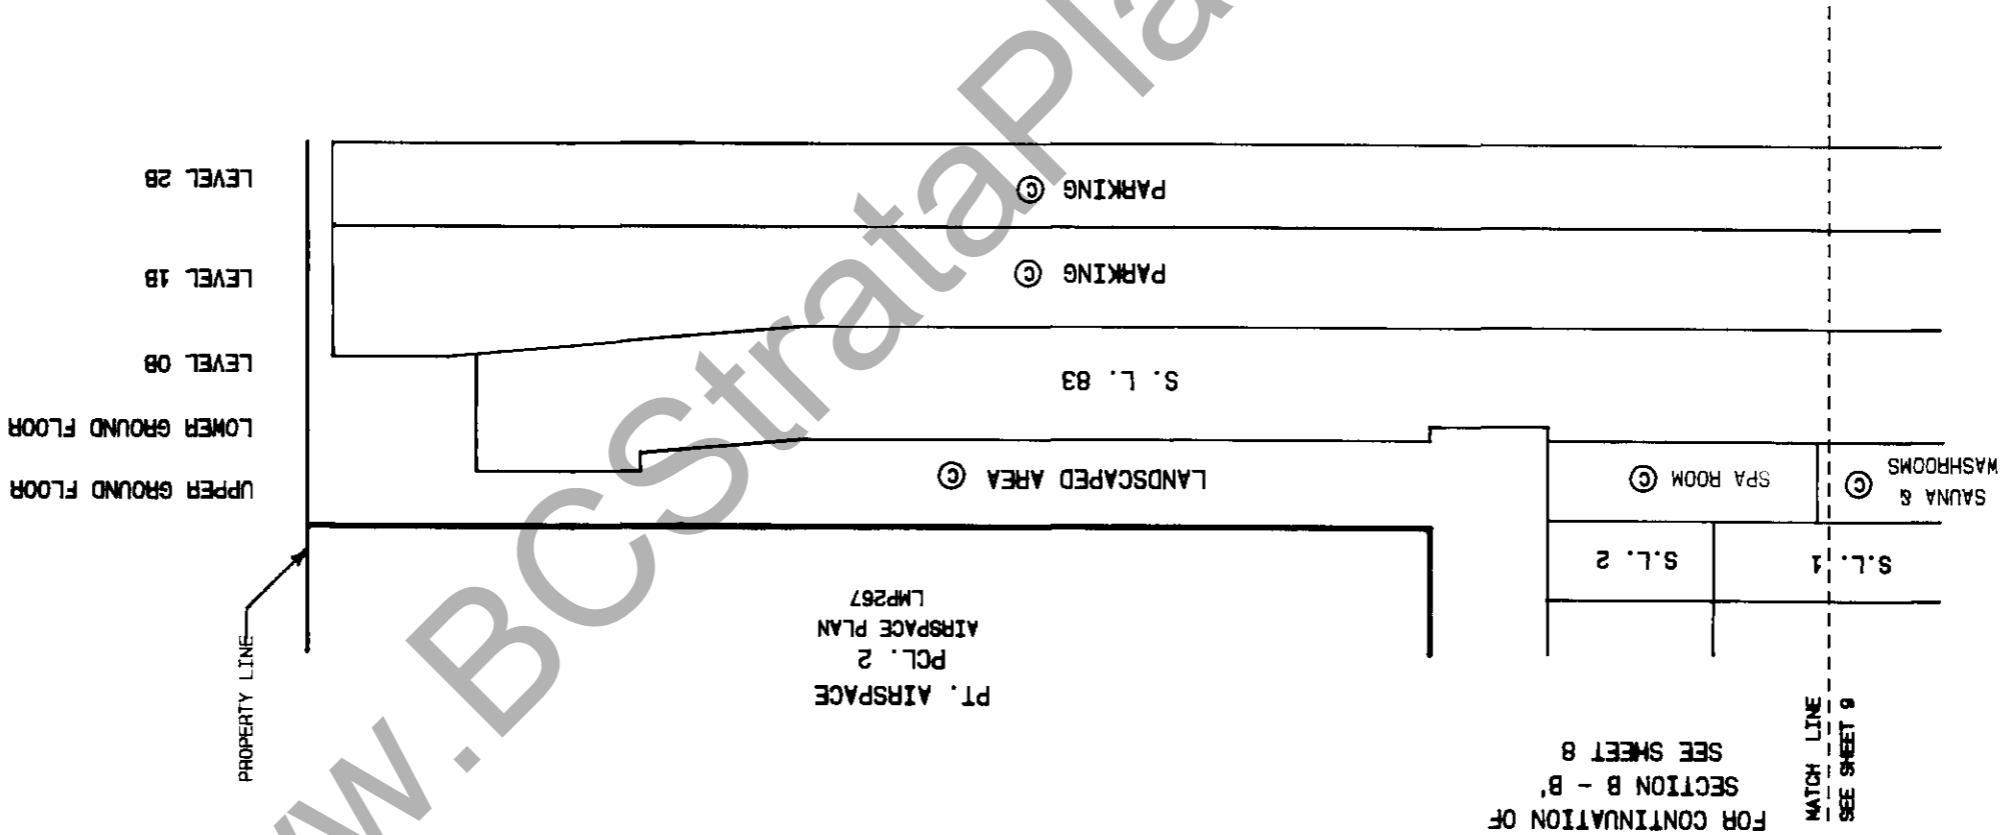 FOR CONTINUATION OF
SECTION B - B'
SEE SHEET 8
MATCH LINE
SEE SHEET 9
PT. AIRSPACE
PCL. 2
AIRSPACE PLAN
LMP267
PROPERTY LINE
S.L. 1
S.L. 2
SAUNA &
WASHROOMS
©
SPA ROOM ©
LANDSCAPED AREA ©
UPPER GROUND FLOOR
LOWER GROUND FLOOR
S. L. 83
LEVEL 0B
PARKING ©
LEVEL 1B
PARKING ©
LEVEL 2B
w.BCStrataPla